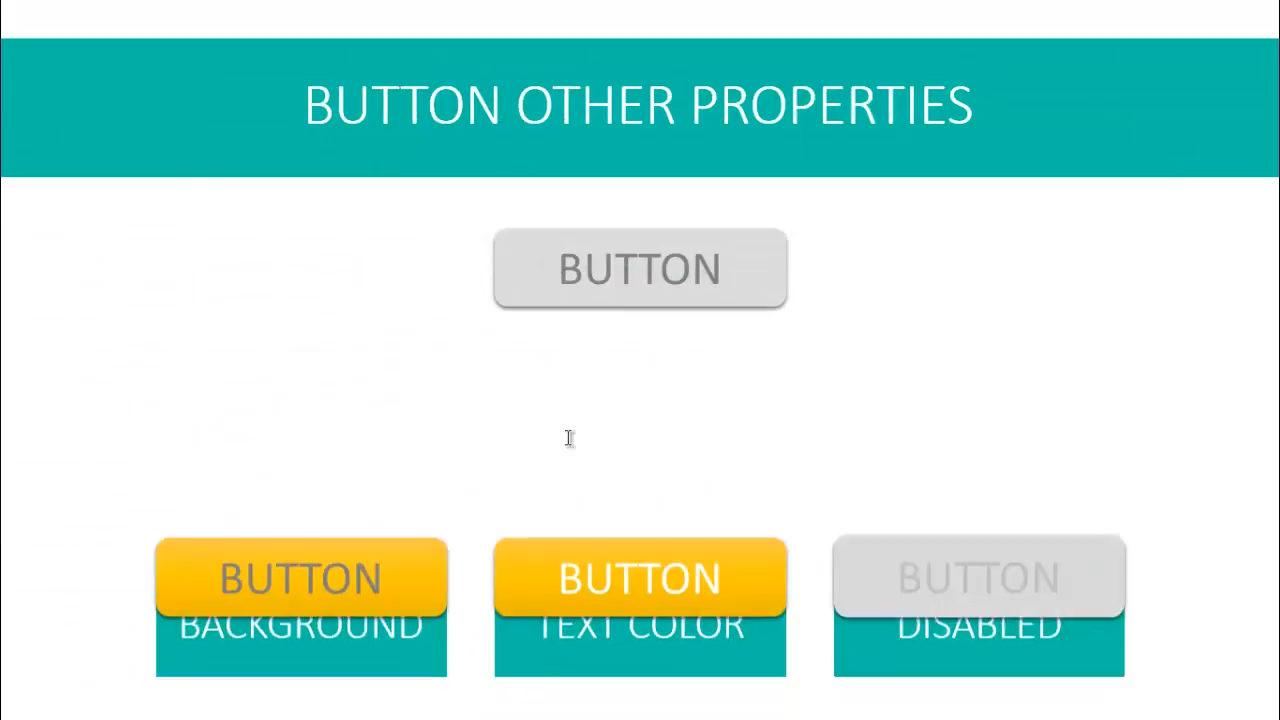 BUTTON OTHER PROPERTIES
BUTTON
BUTTON BUTTON BUTTON
BACKGROUND TEXT COLOR DISABLED